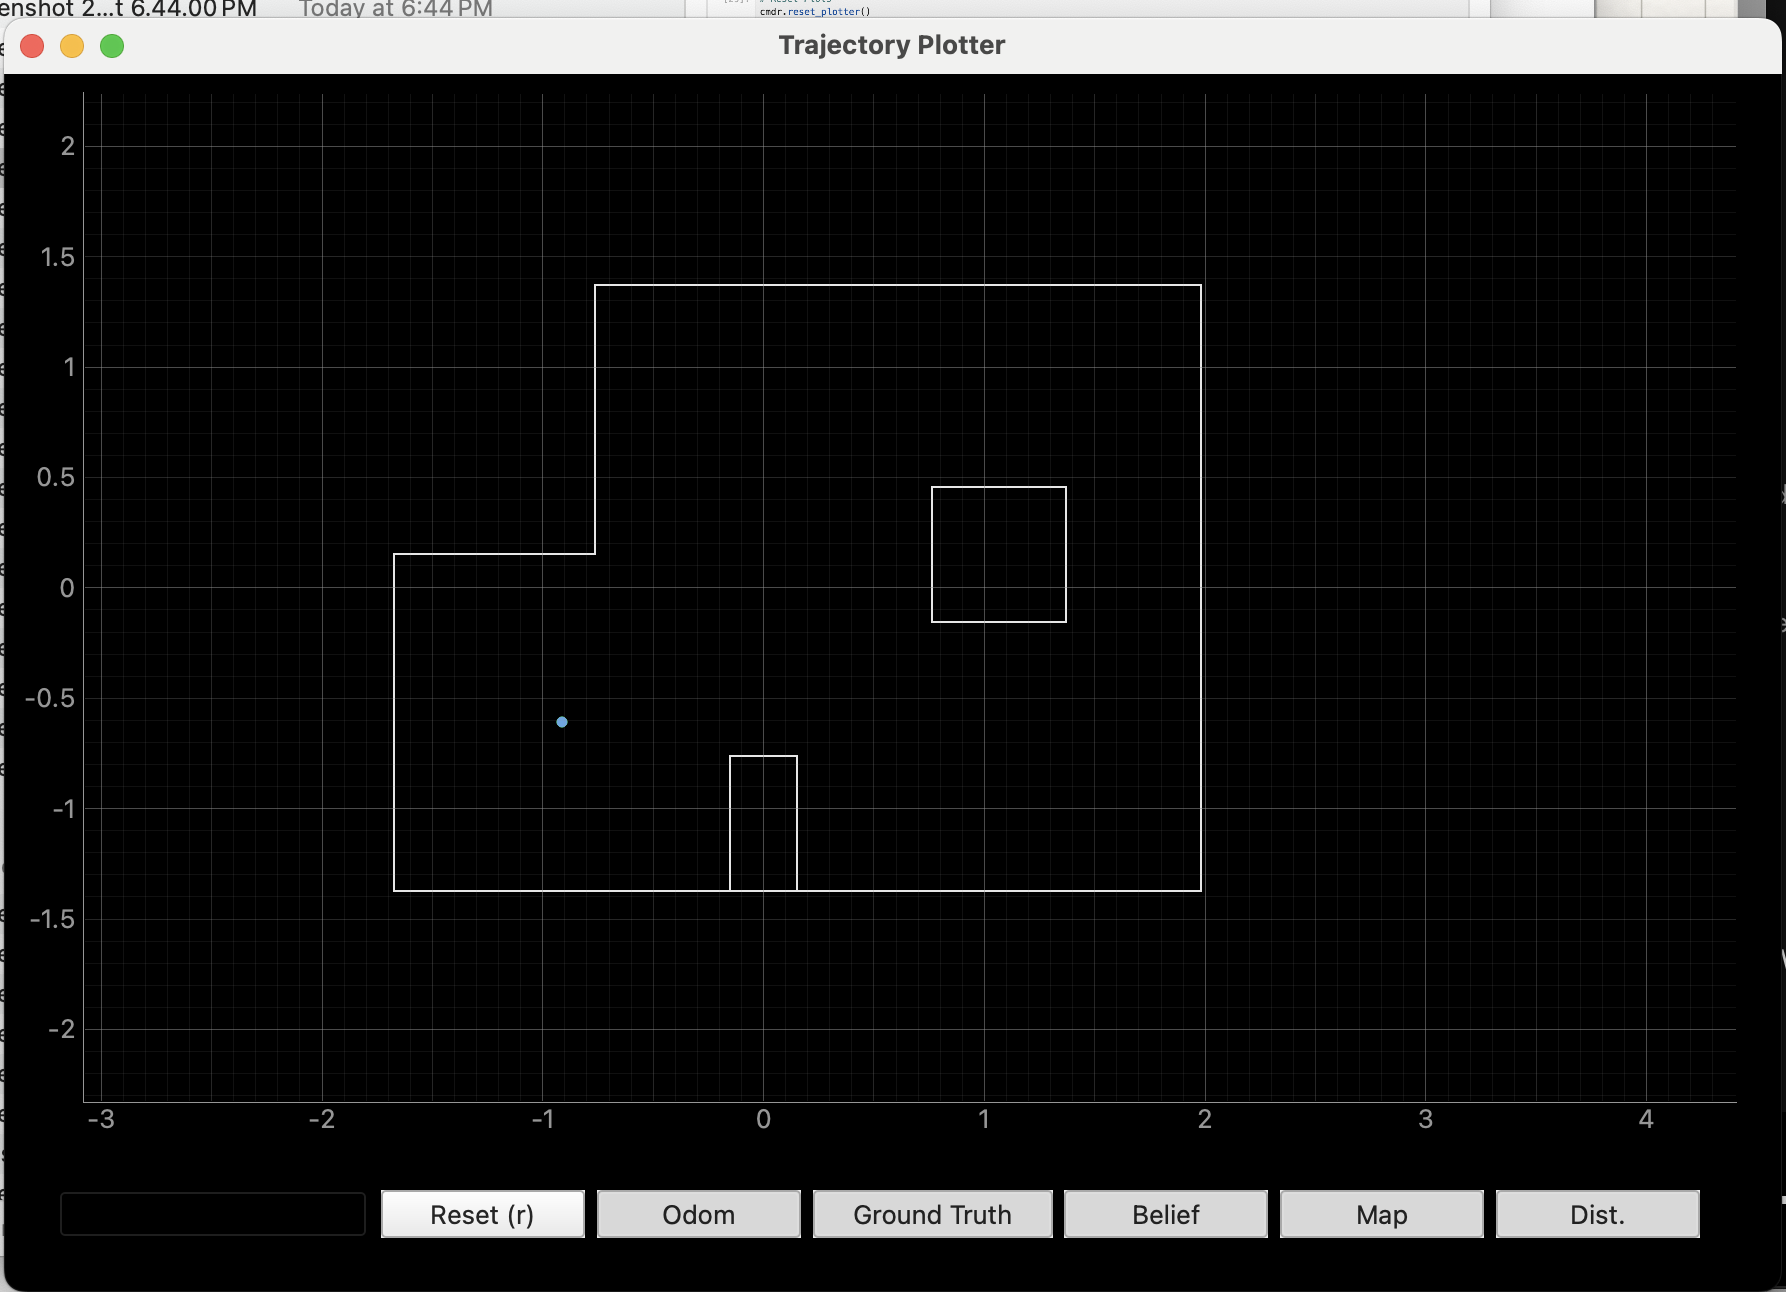 enshot 2...t 6.44.00 PM Today at 6:44 PM
cmdr.reset_plotter()
Trajectory Plotter
2
1.5
1
0.5
0
-0.5
-1
-1.5
-2
-3 -2 -1 0 1 2 3 4
Reset (r) Odom Ground Truth Belief Map Dist.